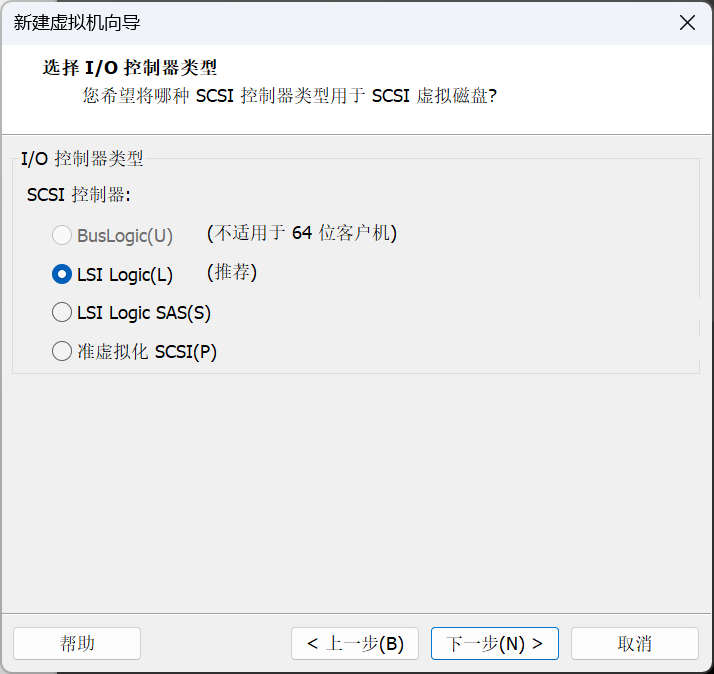 新建虚拟机向导
选择 I/O 控制器类型
您希望将哪种 SCSI 控制器类型用于 SCSI 虚拟磁盘?
I/O 控制器类型
SCSI 控制器:
BusLogic(U) (不适用于 64 位客户机)
LSI Logic(L) (推荐)
LSI Logic SAS(S)
准虚拟化 SCSI(P)
帮助 < 上一步(B) 下一步(N) > 取消